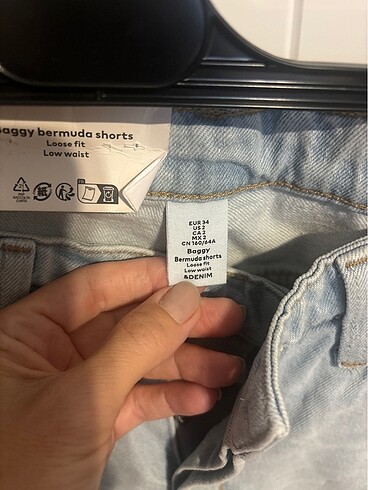 Baggy bermuda shorts
Loose fit
Low waist
EUR 34
US 2
CA 2
MX 2
CN 160/64A
Baggy
Bermuda shorts
Loose fit
Low waist
&DENIM